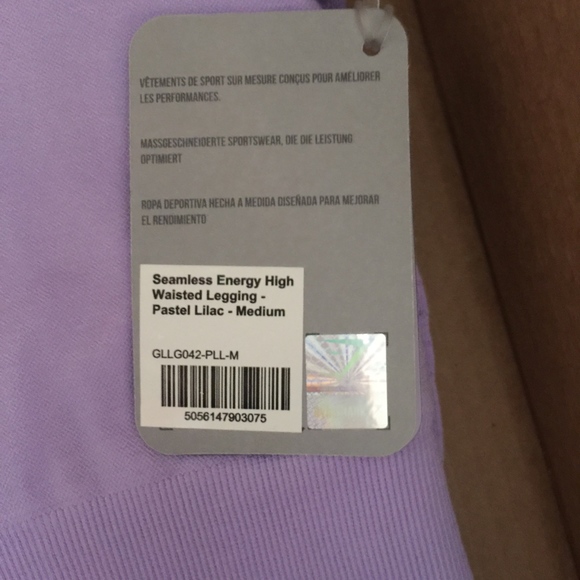 VÊTEMENTS DE SPORT SUR MESURE CONÇUS POUR AMÉLIORER
LES PERFORMANCES.
MASSGESCHNEIDERTE SPORTSWEAR, DIE DIE LEISTUNG
OPTIMIERT
ROPA DEPORTIVA HECHA A MEDIDA DISEÑADA PARA MEJORAR
EL RENDIMIENTO
Seamless Energy High
Waisted Legging -
Pastel Lilac - Medium
GLLG042-PLL-M
5056147903075